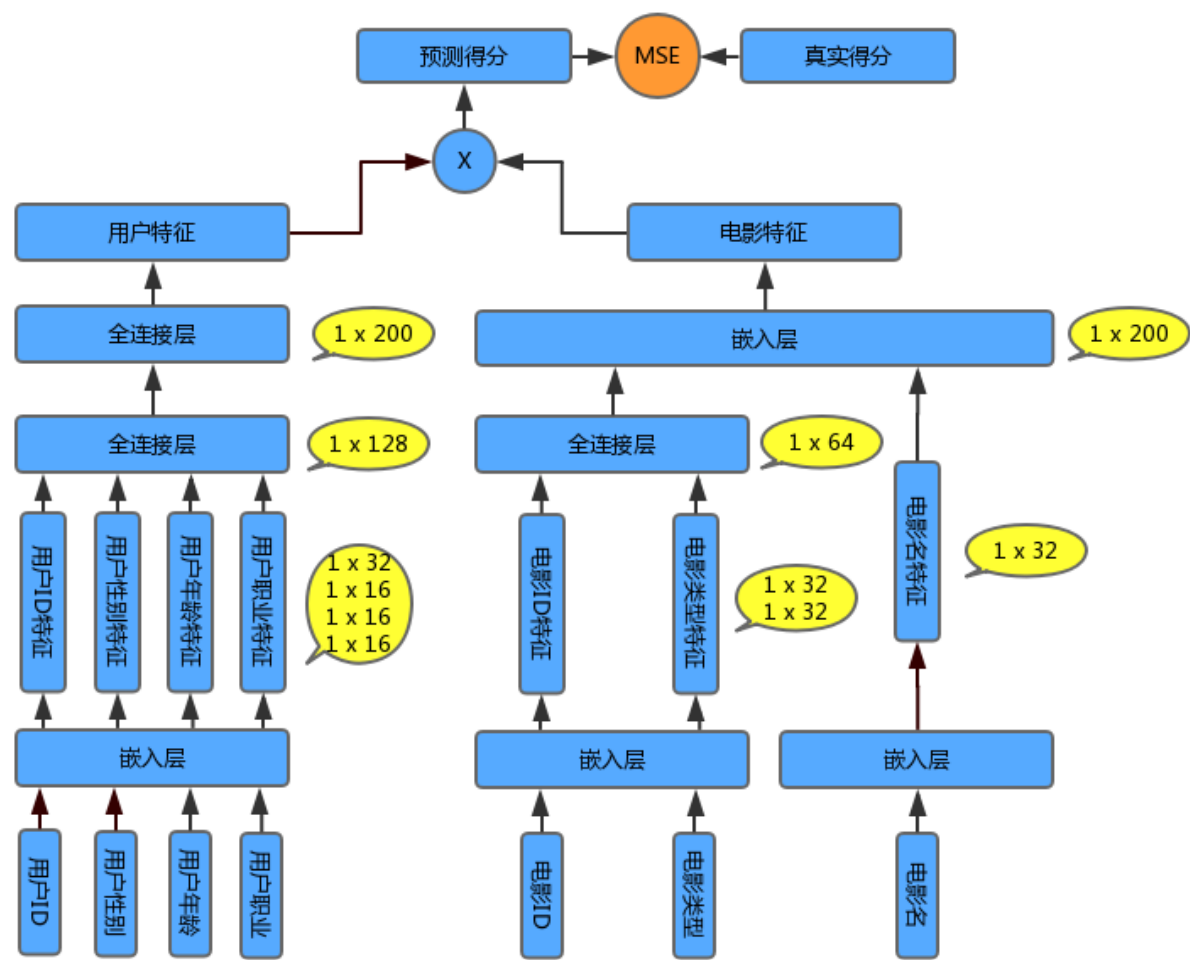 预测得分
MSE
真实得分
X
用户特征
电影特征
全连接层
1 x 200
嵌入层
1 x 200
全连接层
1 x 128
全连接层
1 x 64
用户ID特征
用户性别特征
用户年龄特征
用户职业特征
1 x 32
1 x 16
1 x 16
1 x 16
电影ID特征
电影类型特征
1 x 32
1 x 32
电影名特征
1 x 32
嵌入层
嵌入层
嵌入层
用户ID
用户性别
用户年龄
用户职业
电影ID
电影类型
电影名